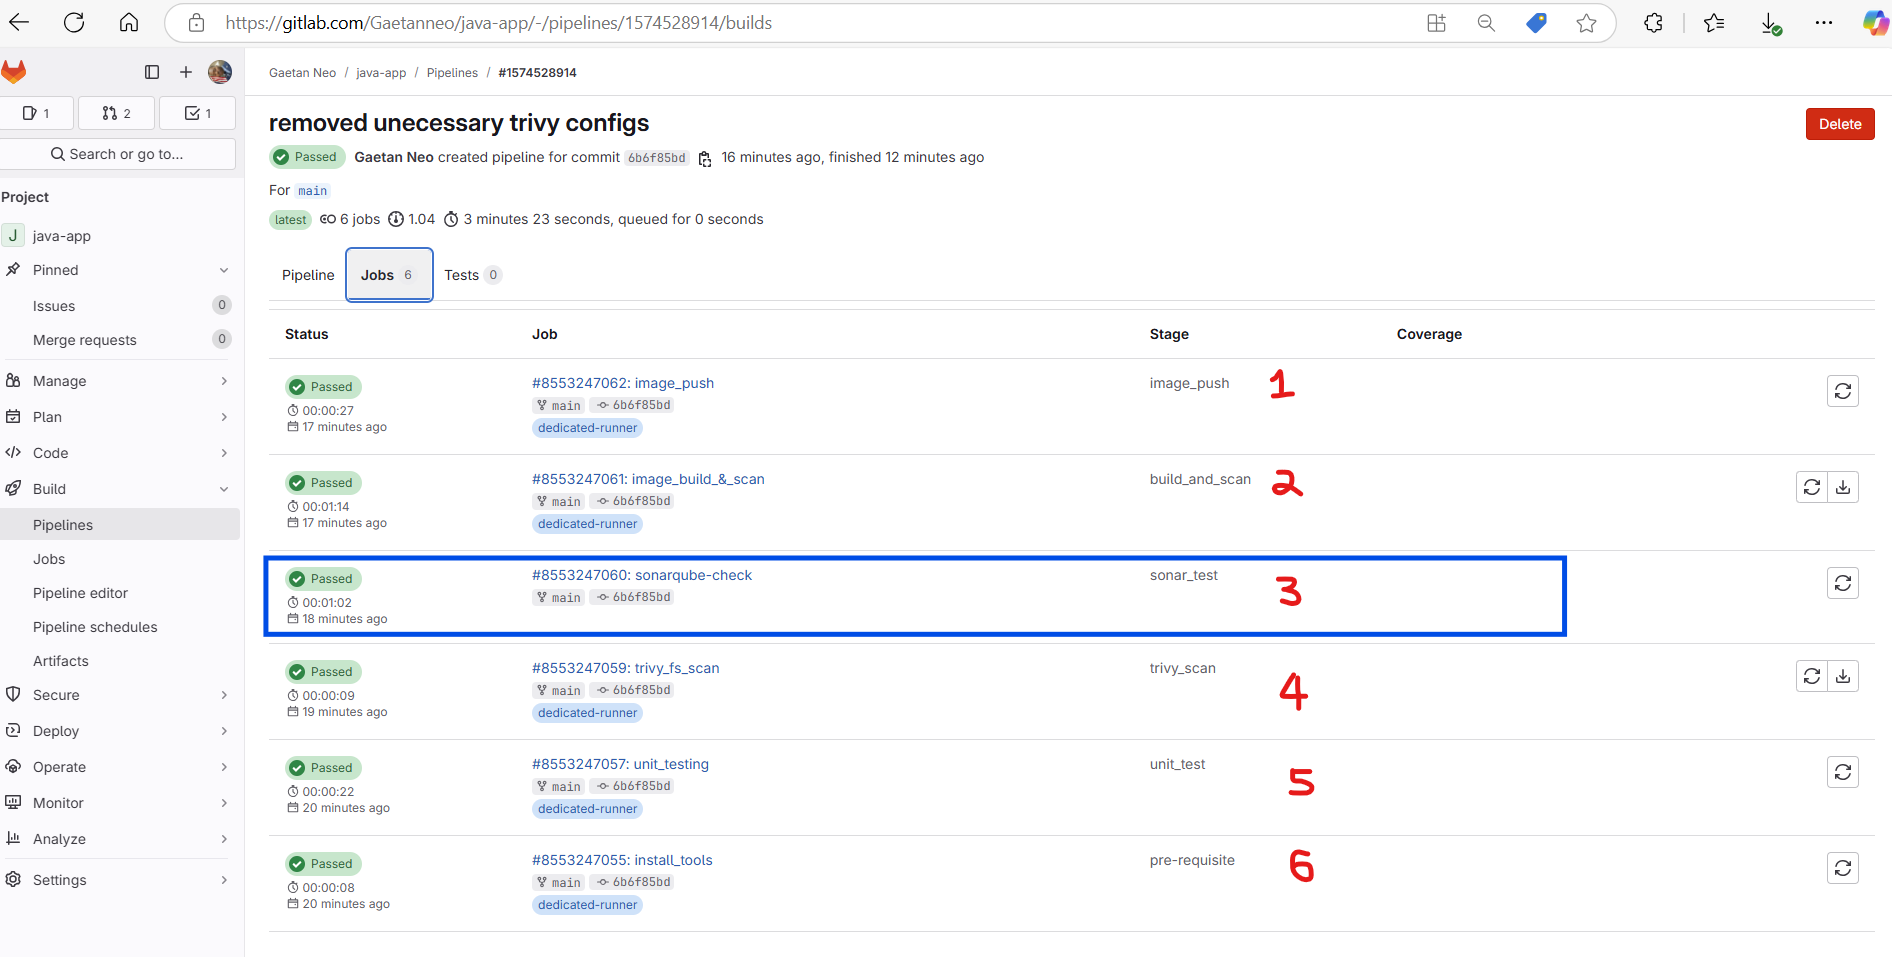 https://gitlab.com/Gaetanneo/java-app/-/pipelines/1574528914/builds
1
2
1
Search or go to...
Project
J java-app
Pinned
Issues 0
Merge requests 0
Manage
Plan
Code
Build
Pipelines
Jobs
Pipeline editor
Pipeline schedules
Artifacts
Secure
Deploy
Operate
Monitor
Analyze
Settings
Gaetan Neo / java-app / Pipelines / #1574528914
removed unecessary trivy configs
Delete
Passed Gaetan Neo created pipeline for commit 6b6f85bd 16 minutes ago, finished 12 minutes ago
For main
latest 6 jobs 1.04 3 minutes 23 seconds, queued for 0 seconds
Pipeline Jobs 6 Tests 0
Status Job Stage Coverage
Passed #8553247062: image_push image_push 1
00:00:27 main 6b6f85bd
17 minutes ago dedicated-runner
Passed #8553247061: image_build_&_scan build_and_scan 2
00:01:14 main 6b6f85bd
17 minutes ago dedicated-runner
Passed #8553247060: sonarqube-check sonar_test 3
00:01:02 main 6b6f85bd
18 minutes ago
Passed #8553247059: trivy_fs_scan trivy_scan 4
00:00:09 main 6b6f85bd
19 minutes ago dedicated-runner
Passed #8553247057: unit_testing unit_test 5
00:00:22 main 6b6f85bd
20 minutes ago dedicated-runner
Passed #8553247055: install_tools pre-requisite 6
00:00:08 main 6b6f85bd
20 minutes ago dedicated-runner